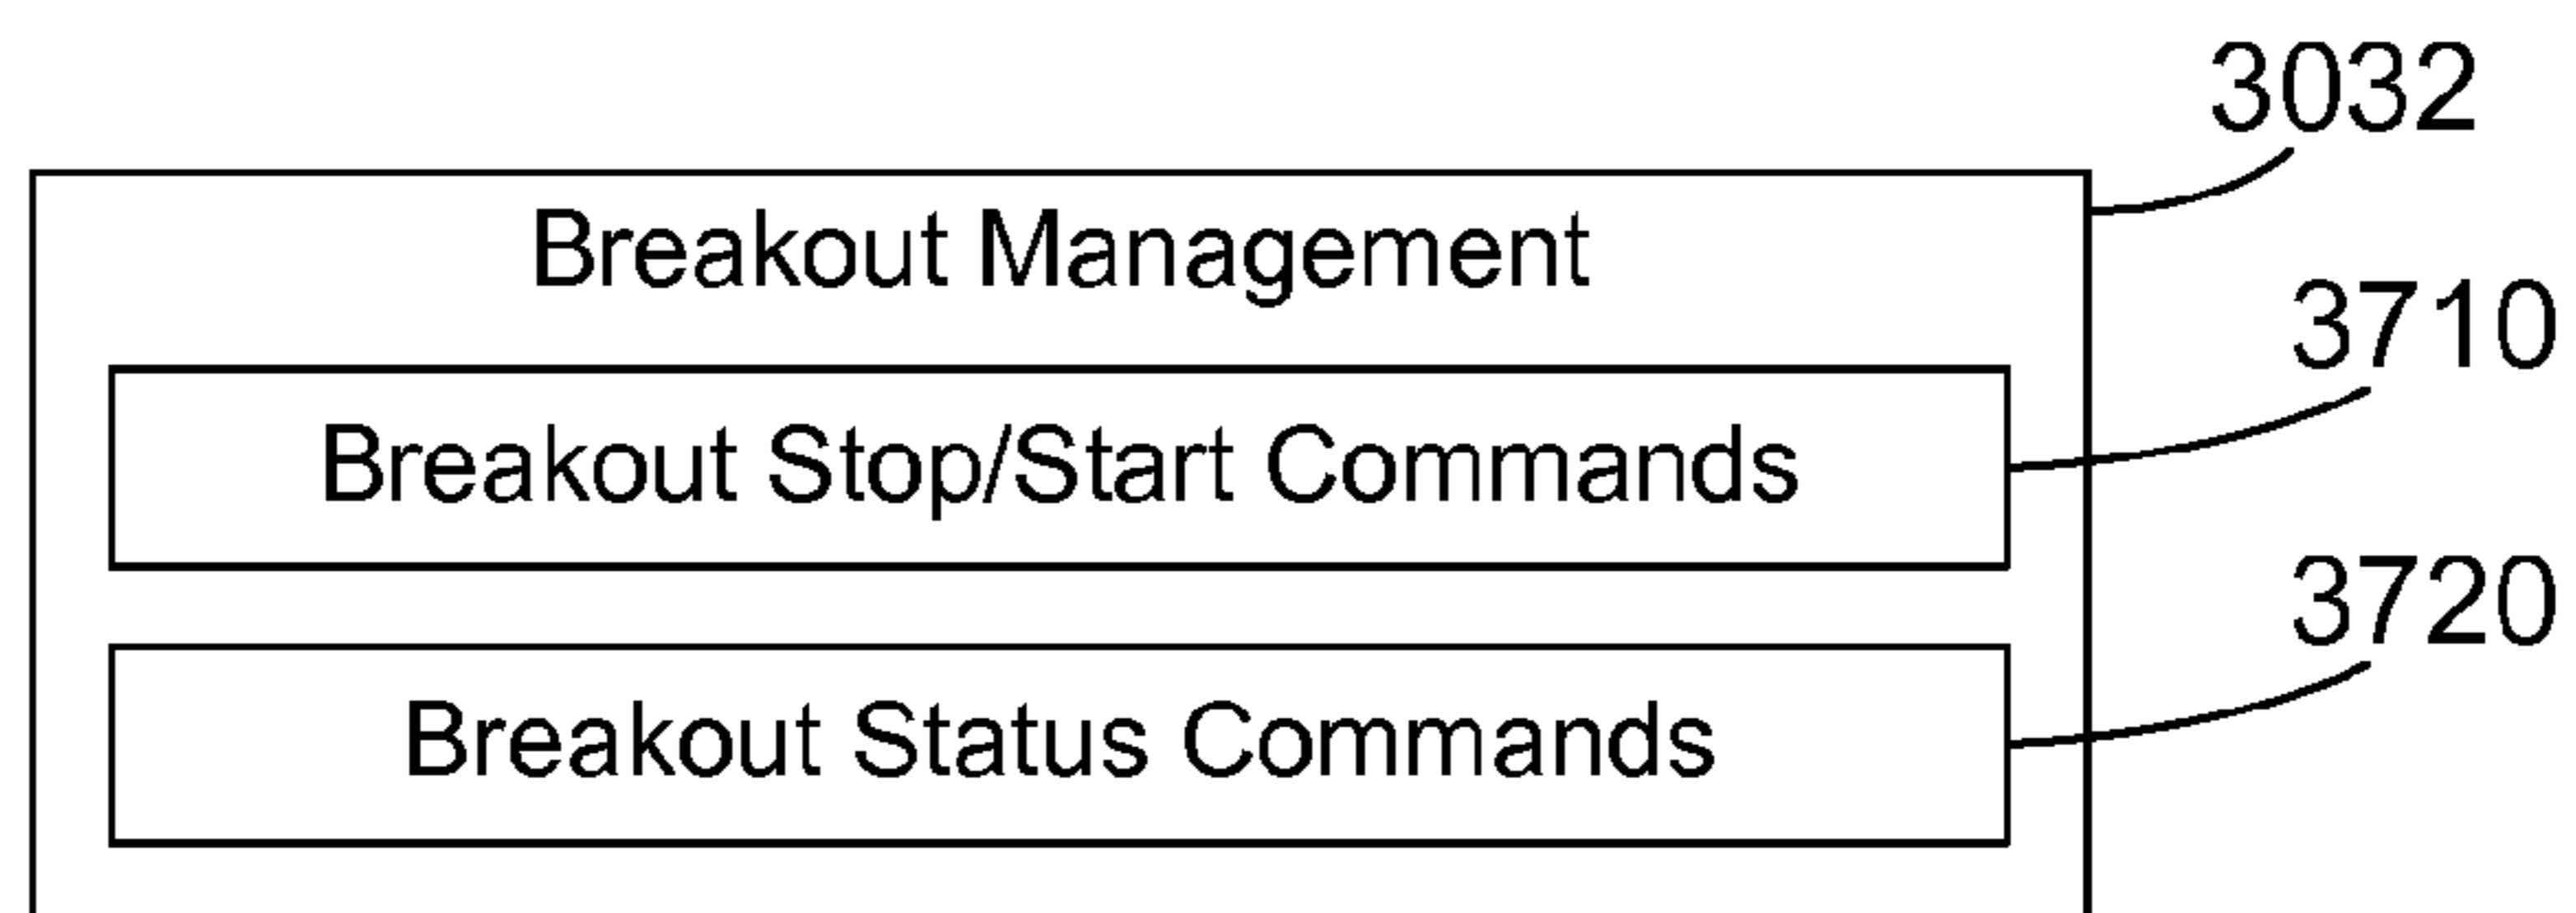 3032
Breakout Management
3710
Breakout Stop/Start Commands
3720
Breakout Status Commands